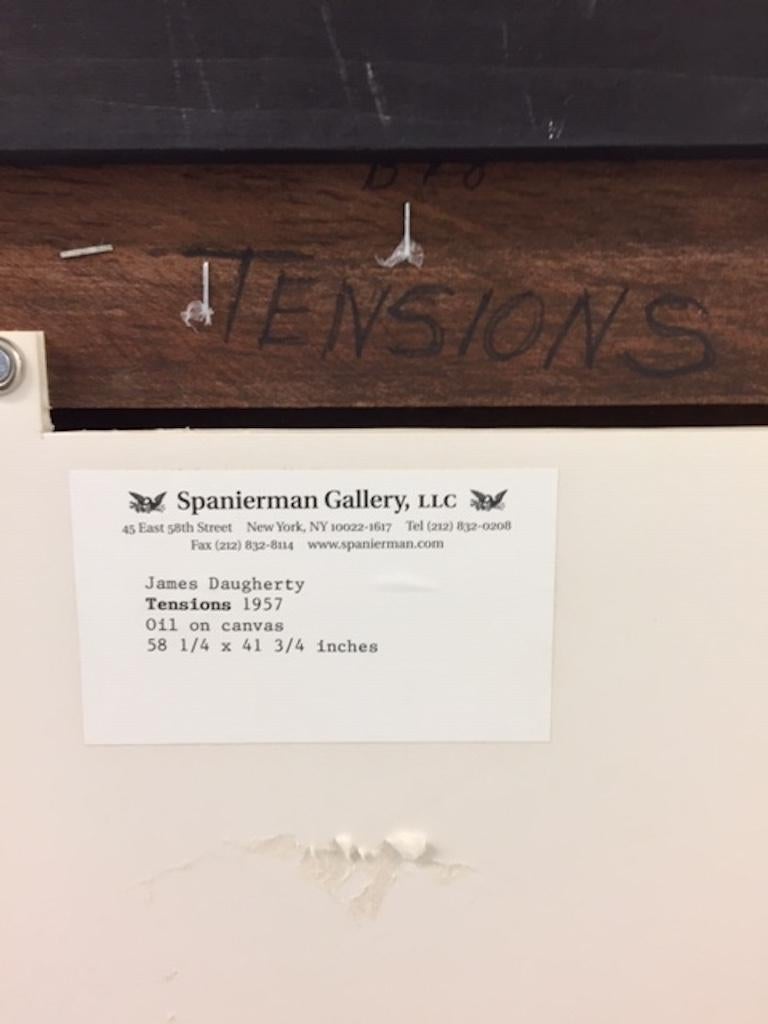 TENSIONS
Spanierman Gallery, LLC
45 East 58th Street New York, NY 10022-1617 Tel (212) 832-0208
Fax (212) 832-8114 www.spanierman.com
James Daugherty
Tensions 1957
Oil on canvas
58 1/4 x 41 3/4 inches